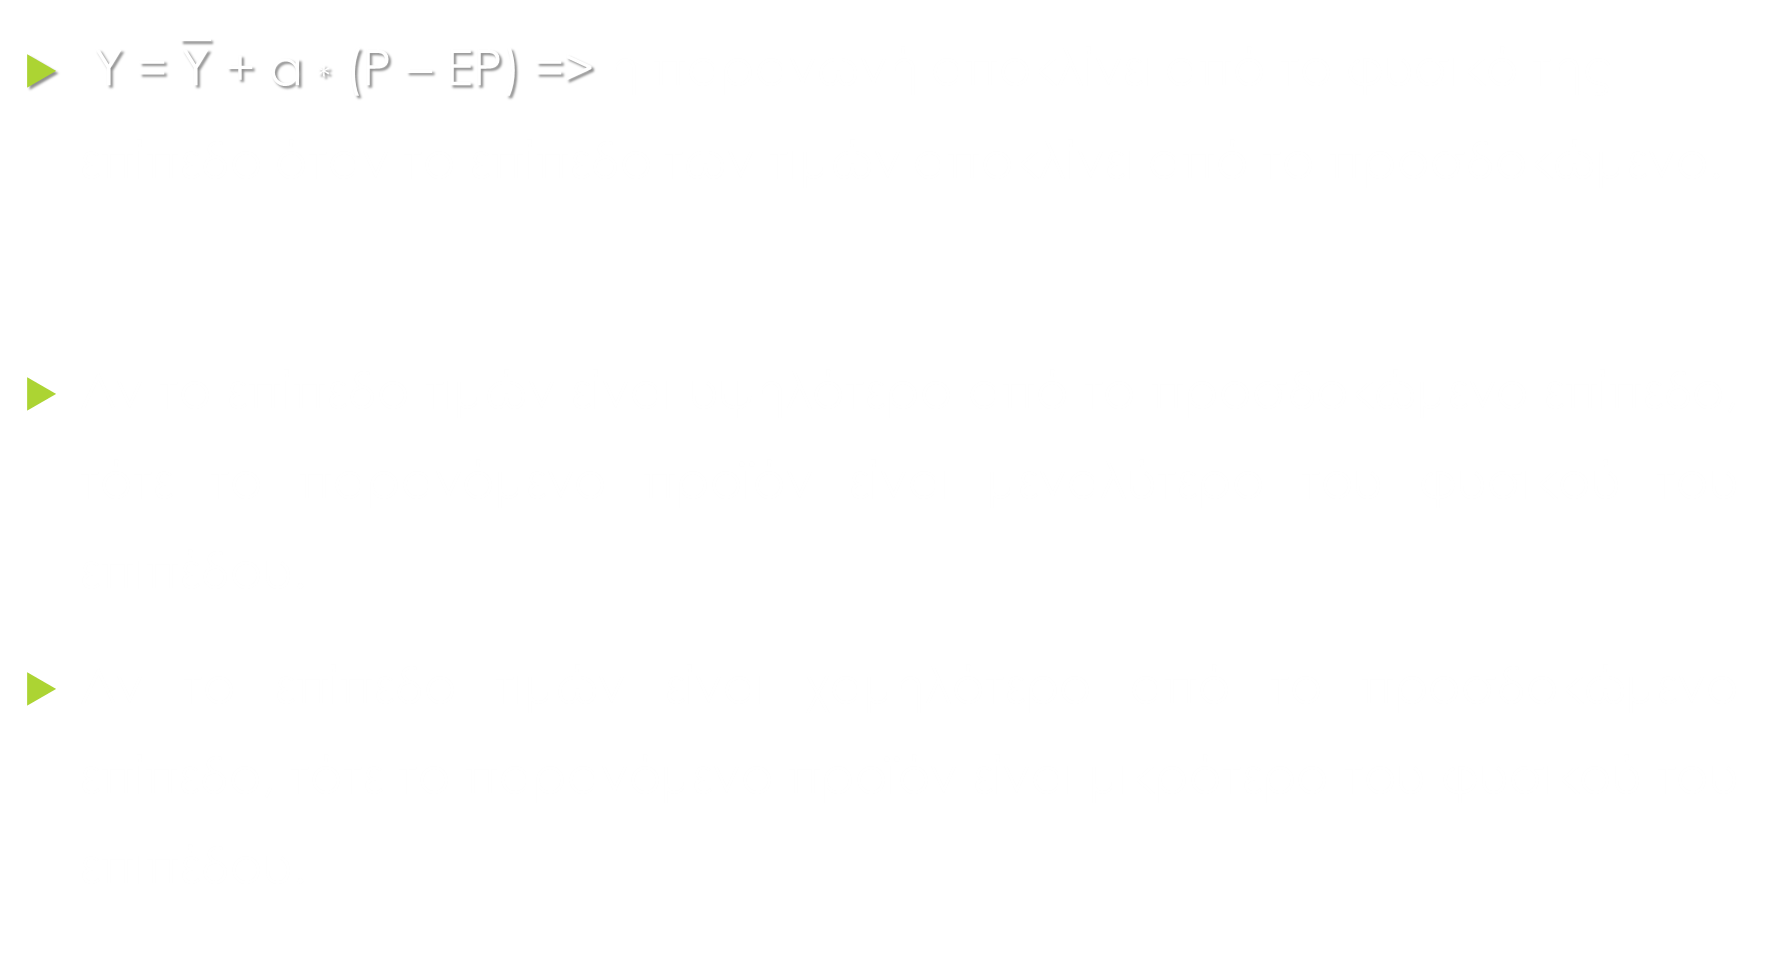 Y = Y̅ + a * (P – EP) =>